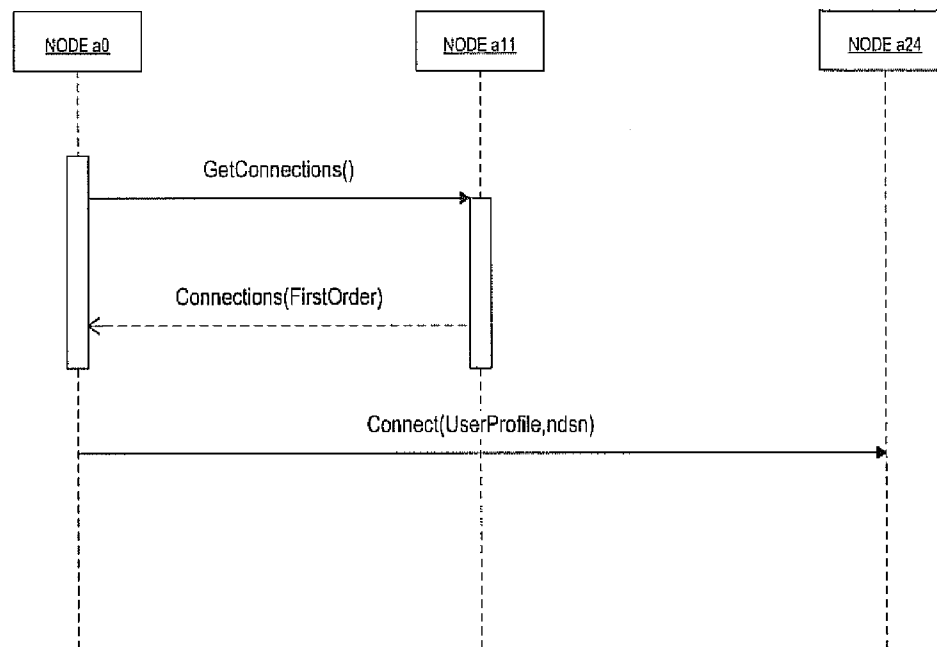 NODE a0
NODE a11
NODE a24
GetConnections()
Connections(FirstOrder)
Connect(UserProfile,ndsn)